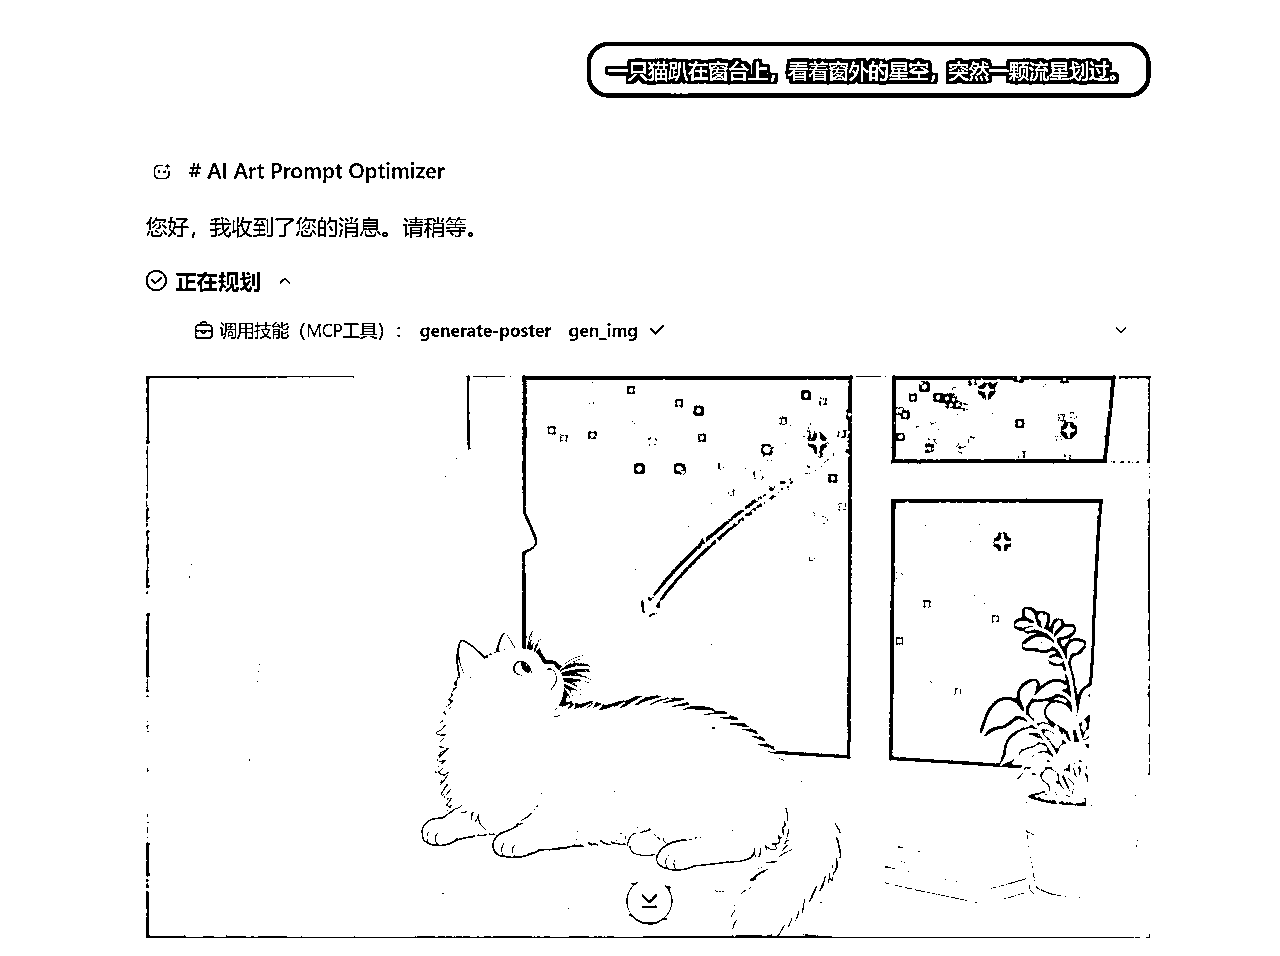 一只猫趴在窗台上，看着窗外的星空，突然一颗流星划过。
# AI Art Prompt Optimizer
您好，我收到了您的消息。请稍等。
正在规划
调用技能（MCP工具）： generate-poster gen_img